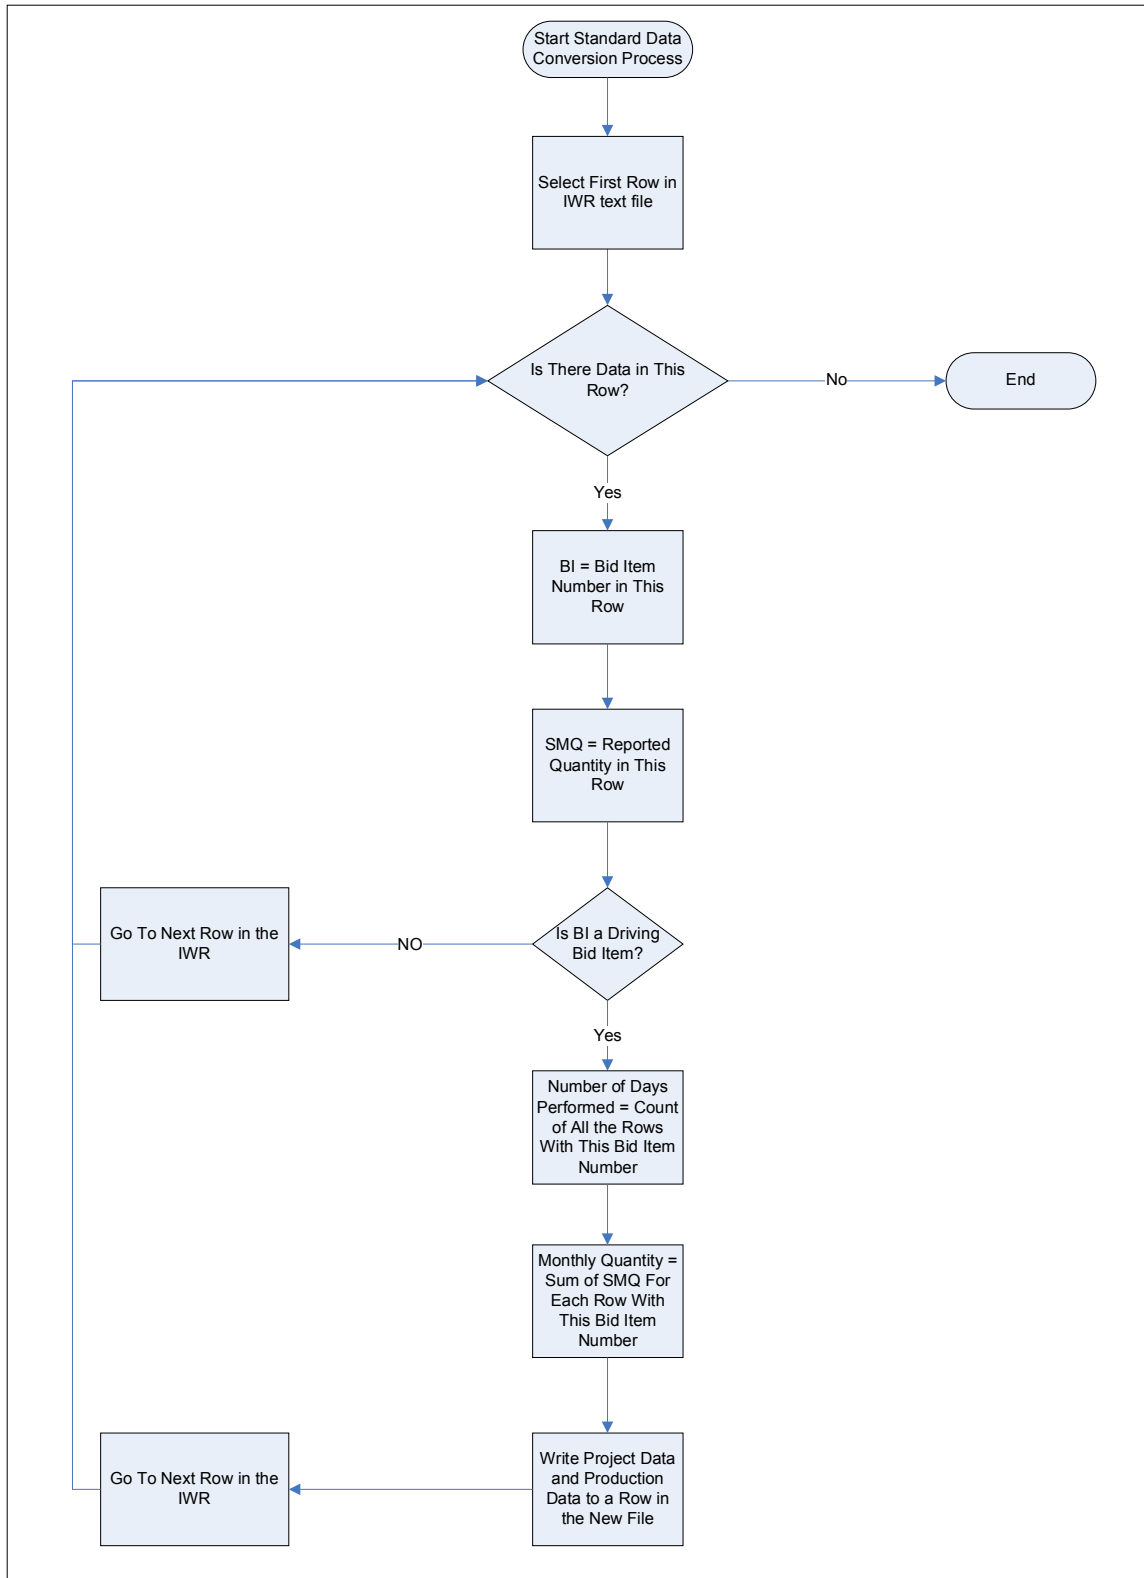 Start Standard Data
Conversion Process
Select First Row in
IWR text file
Is There Data in This
Row?
No
End
Yes
BI = Bid Item
Number in This
Row
SMQ = Reported
Quantity in This
Row
Go To Next Row in the
IWR
NO
Is BI a Driving
Bid Item?
Yes
Number of Days
Performed = Count
of All the Rows
With This Bid Item
Number
Monthly Quantity =
Sum of SMQ For
Each Row With
This Bid Item
Number
Go To Next Row in the
IWR
Write Project Data
and Production
Data to a Row in
the New File